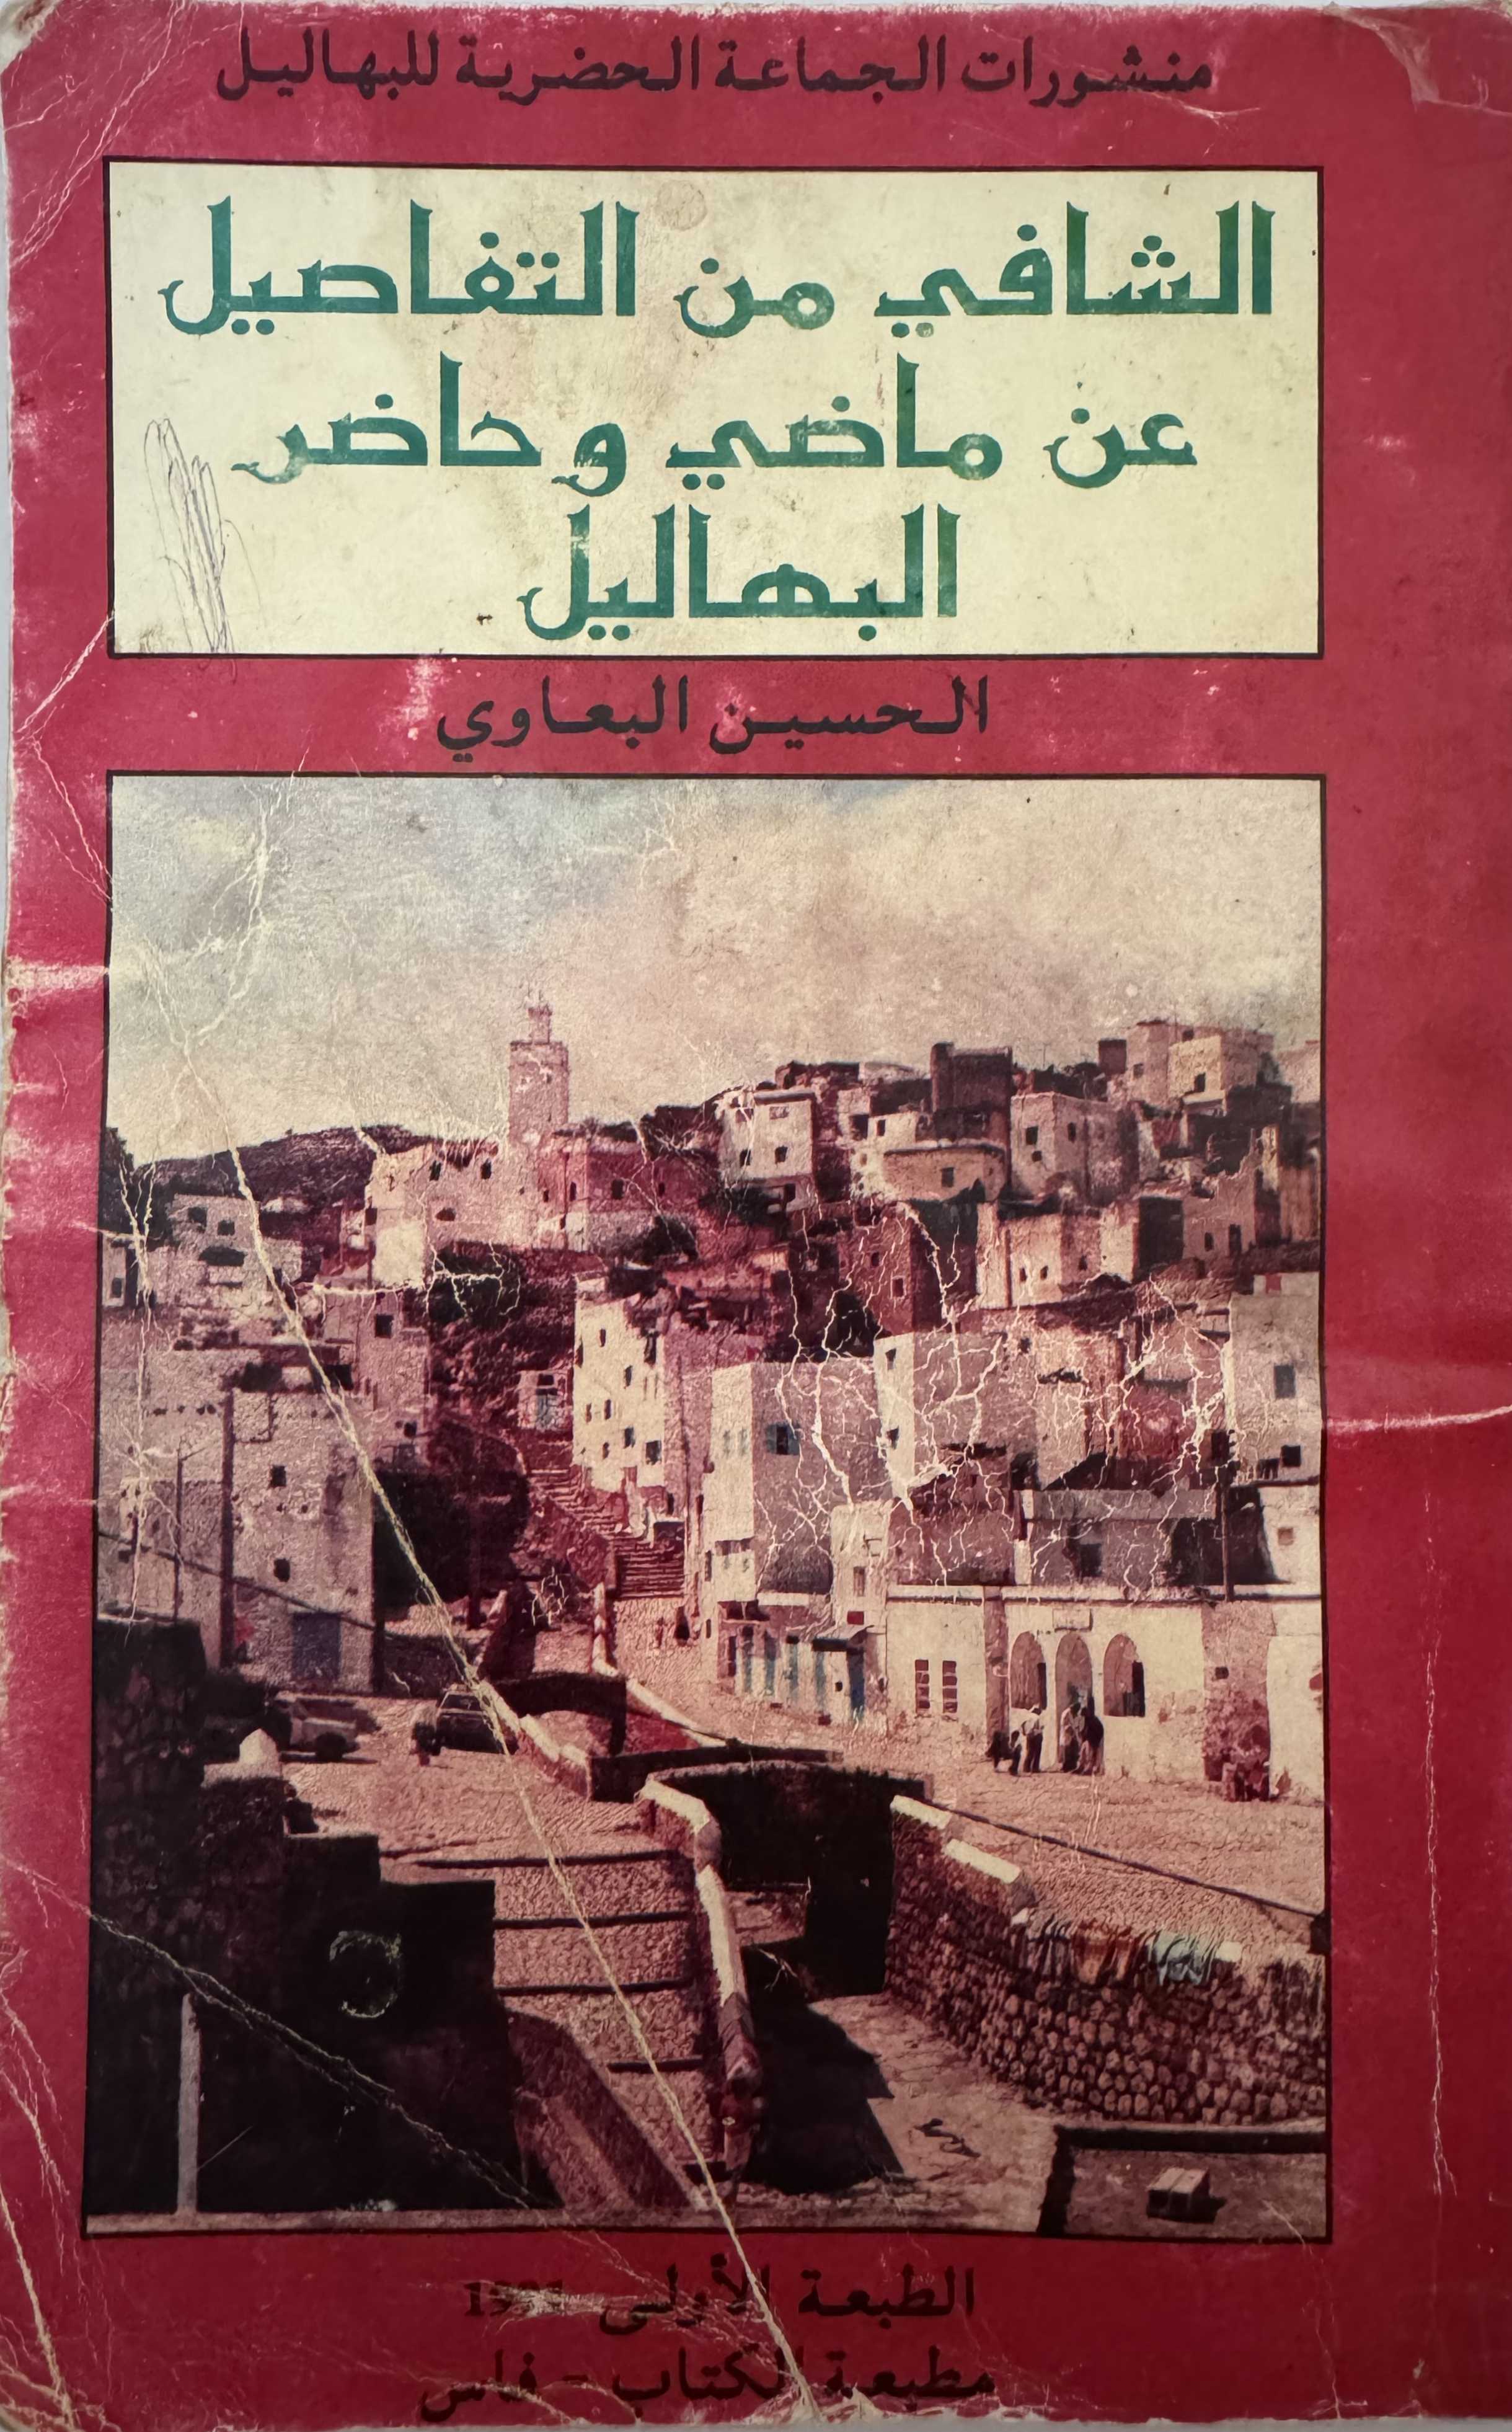 منشورات الجماعة الحضرية للبهاليل
الشافي من التفاصيل
عن ماضي وحاضر
البهاليل
الحسين البعاوي
الطبعة الأولى
مطبعة الكتاب - فاس